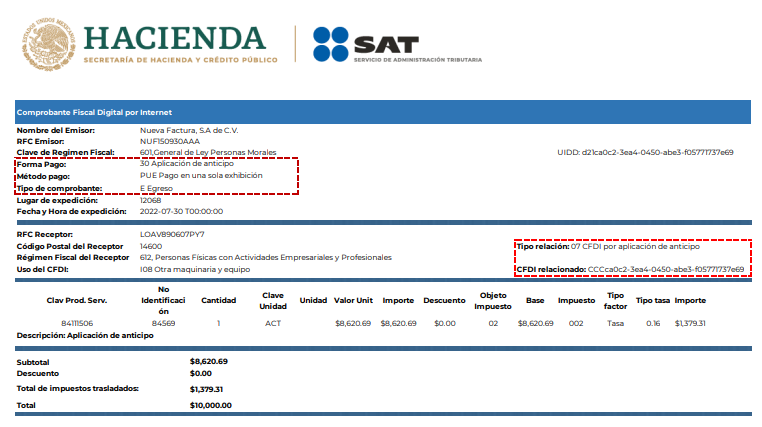 ESTADOS UNIDOS MEXICANOS
HACIENDA
SECRETARÍA DE HACIENDA Y CRÉDITO PÚBLICO
SAT
SERVICIO DE ADMINISTRACIÓN TRIBUTARIA
Comprobante Fiscal Digital por Internet
Nombre del Emisor: Nueva Factura, S.A de C.V.
RFC Emisor: NUF150930AAA
Clave de Regimen Fiscal: 601,General de Ley Personas Morales UIDD: d21ca0c2-3ea4-0450-abe3-f05771737e69
Forma Pago: 30 Aplicación de anticipo
Método pago: PUE Pago en una sola exhibición
Tipo de comprobante: E Egreso
Lugar de expedición: 12068
Fecha y Hora de expedición: 2022-07-30 T00:00:00
RFC Receptor: LOAV890607PY7
Código Postal del Receptor 14600 Tipo relación: 07 CFDI por aplicación de anticipo
Régimen Fiscal del Receptor 612, Personas Físicas con Actividades Empresariales y Profesionales
Uso del CFDI: I08 Otra maquinaria y equipo CFDI relacionado: CCCca0c2-3ea4-0450-abe3-f05771737e69
Clav Prod. Serv. No Identificación Cantidad Clave Unidad Unidad Valor Unit Importe Descuento Objeto Impuesto Base Impuesto Tipo factor Tipo tasa Importe
84111506 84569 1 ACT $8,620.69 $8,620.69 $0.00 02 $8,620.69 002 Tasa 0.16 $1,379.31
Descripción: Aplicación de anticipo
Subtotal $8,620.69
Descuento $0.00
Total de impuestos trasladados: $1,379.31
Total $10,000.00